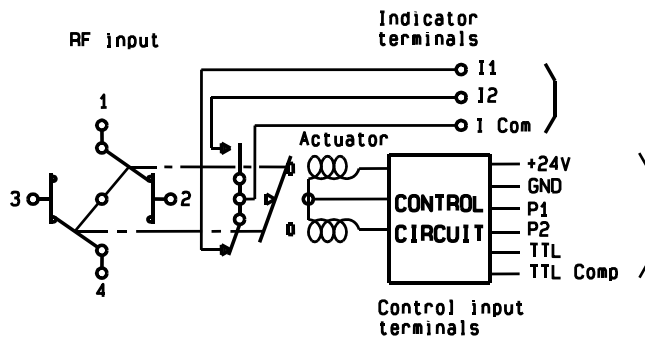 Indicator
terminals
RF input
I1
I2
I Com
1
Actuator
3
2
4
CONTROL
CIRCUIT
+24V
GND
P1
P2
TTL
TTL Comp
Control input
terminals